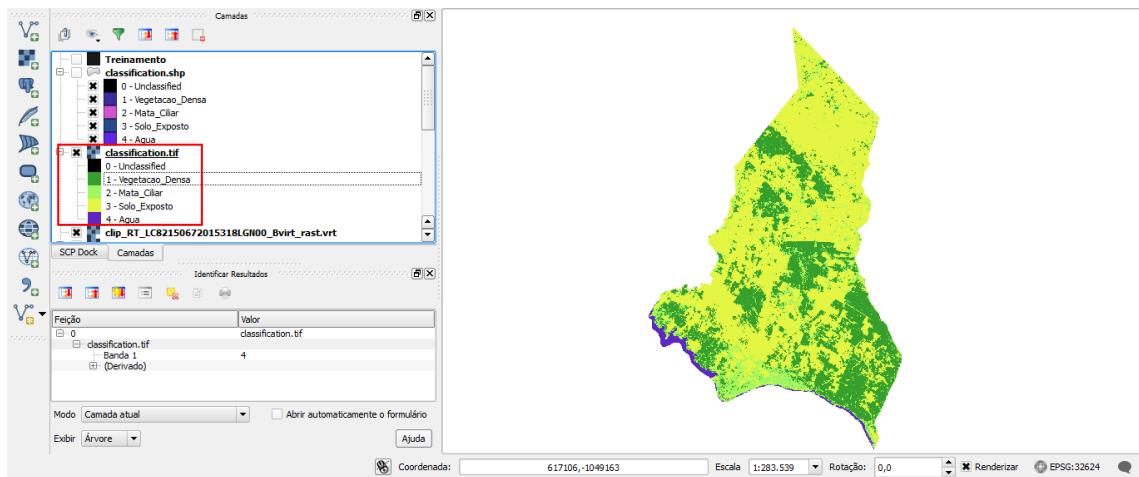 Camadas
Treinamento
classification.shp
0 - Unclassified
1 - Vegetacao_Densa
2 - Mata_Ciliar
3 - Solo_Exposto
4 - Agua
classification.tif
0 - Unclassified
1 - Vegetacao_Densa
2 - Mata_Ciliar
3 - Solo_Exposto
4 - Agua
clip_RT_LC82150672015318LGN00_Bvirt_rast.vrt
SCP Dock Camadas
Identificar Resultados
Feição Valor
0 classification.tif
classification.tif
Banda 1 4
(Derivado)
Modo Camada atual Abrir automaticamente o formulário
Exibir Árvore Ajuda
Coordenada: 617106,-1049163 Escala 1:283.539 Rotação: 0,0 Renderizar EPSG:32624